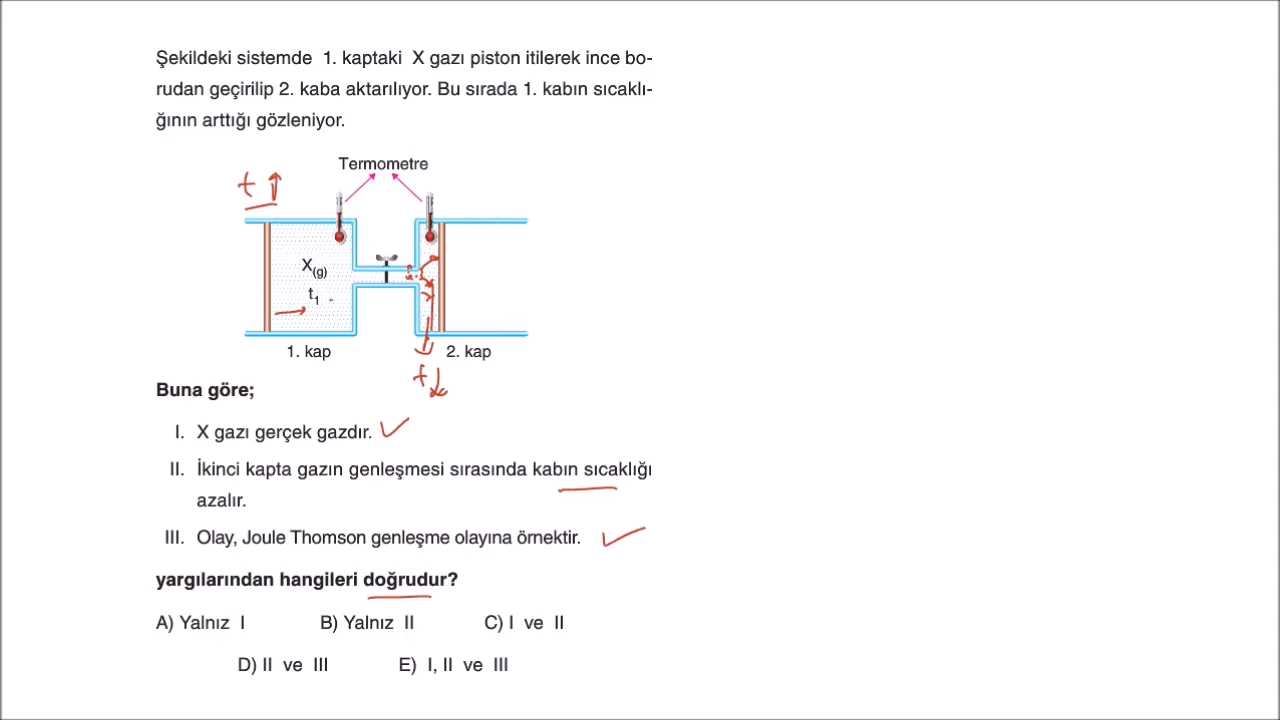 Şekildeki sistemde 1. kaptaki X gazı piston itilerek ince bo-
rudan geçirilip 2. kaba aktarılıyor. Bu sırada 1. kabın sıcaklı-
ğının arttığı gözleniyor.
Termometre
t ↑
X(g)
t₁
1. kap
2. kap
t ↓
Buna göre;
I. X gazı gerçek gazdır.
II. İkinci kapta gazın genleşmesi sırasında kabın sıcaklığı
azalır.
III. Olay, Joule Thomson genleşme olayına örnektir.
yargılarından hangileri doğrudur?
A) Yalnız I B) Yalnız II C) I ve II
D) II ve III E) I, II ve III